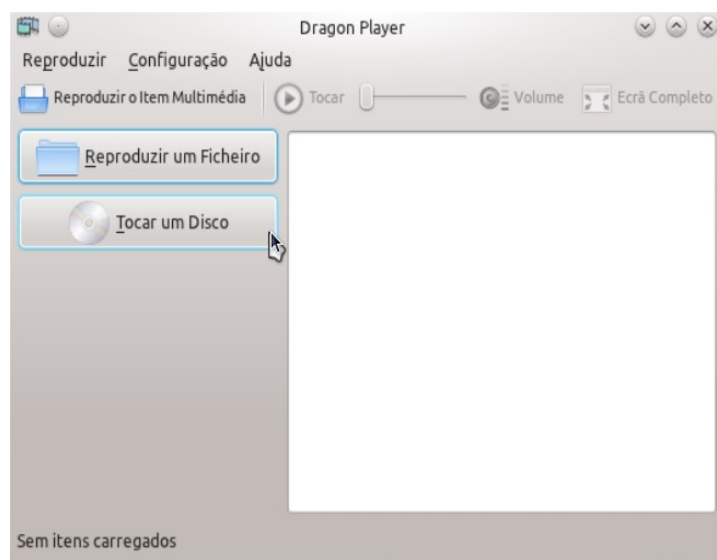 Dragon Player
Reproduzir Configuração Ajuda
Reproduzir o Item Multimédia Tocar Volume Ecrã Completo
Reproduzir um Ficheiro
Tocar um Disco
Sem itens carregados